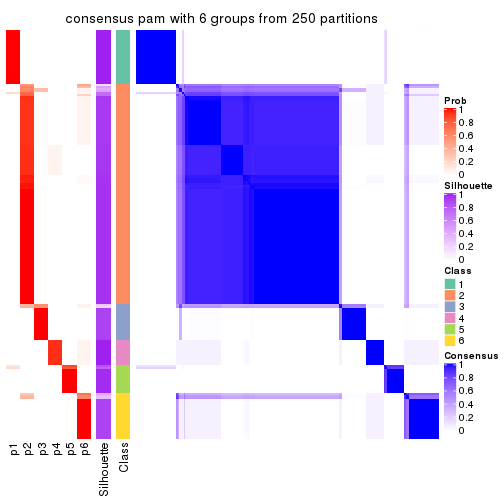 consensus pam with 6 groups from 250 partitions
Prob
1
0.8
0.6
0.4
0.2
0
Silhouette
1
0.8
0.6
0.4
0.2
0
Class
1
2
3
4
5
6
Consensus
1
0.8
0.6
0.4
0.2
0
p1
p2
p3
p4
p5
p6
Silhouette
Class